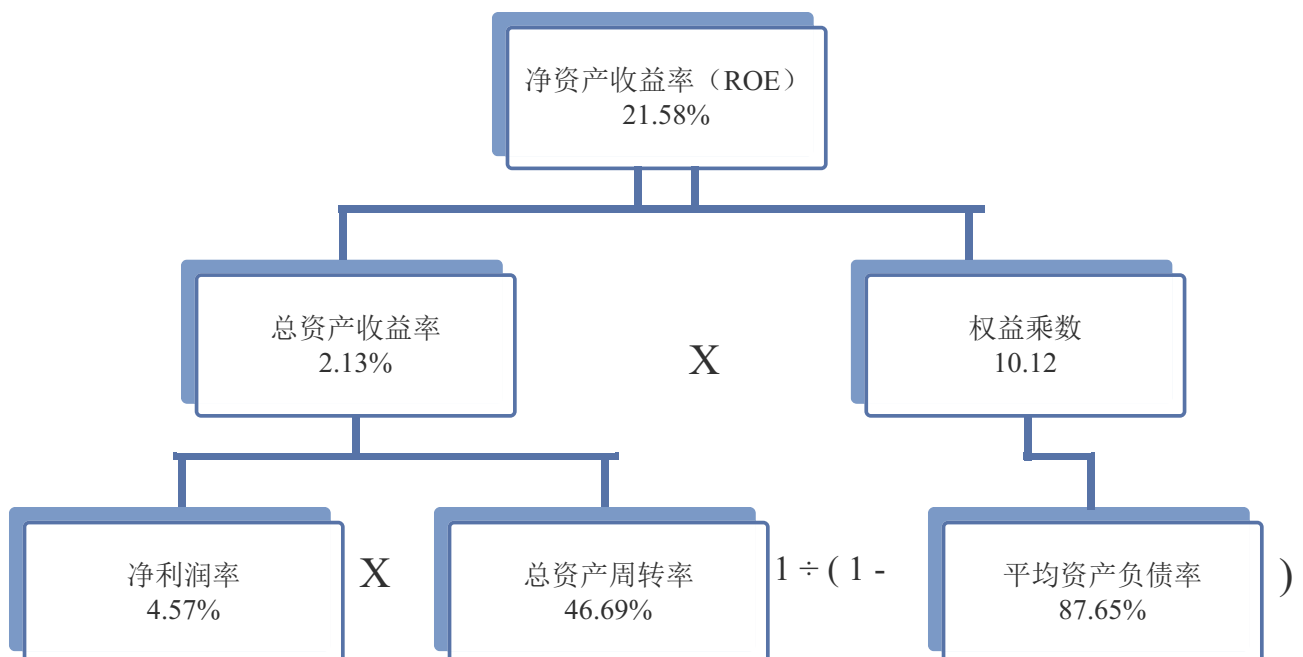 净资产收益率（ROE）
21.58%
总资产收益率
2.13%
X
权益乘数
10.12
净利润率
4.57%
X
总资产周转率
46.69%
1 ÷ ( 1 -
平均资产负债率
87.65%
)